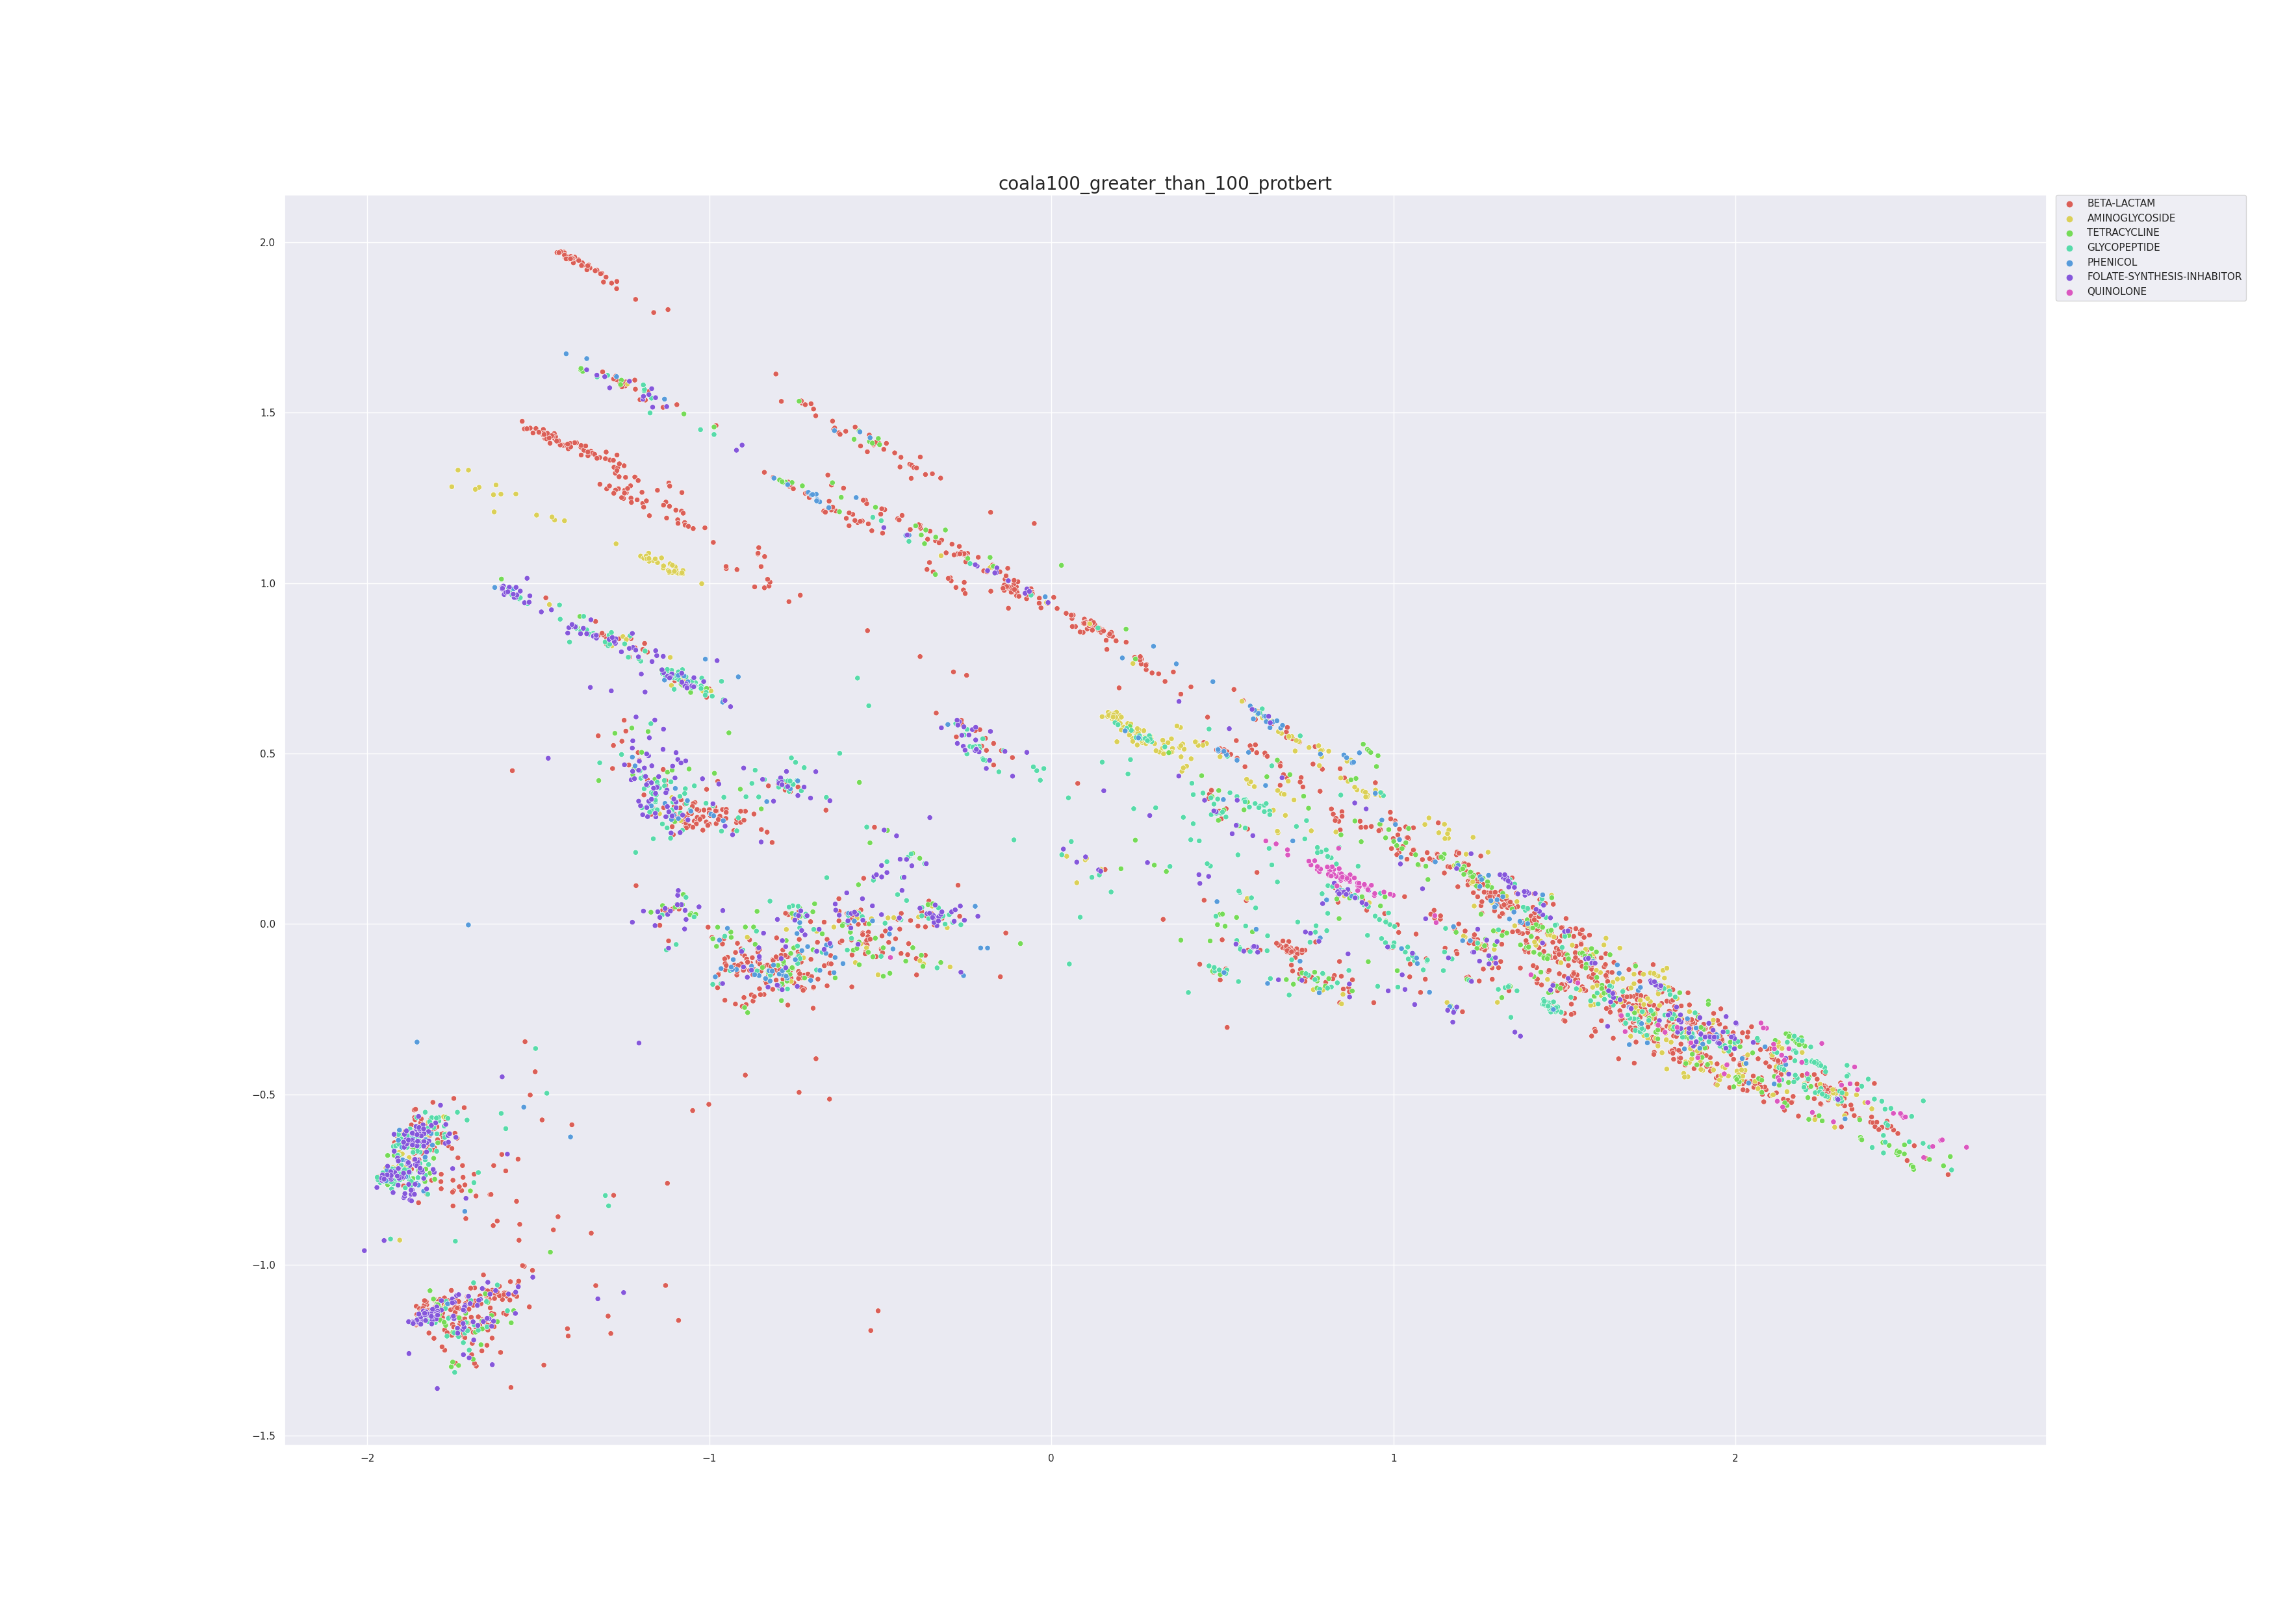 coala100_greater_than_100_protbert
BETA-LACTAM
AMINOGLYCOSIDE
TETRACYCLINE
GLYCOPEPTIDE
PHENICOL
FOLATE-SYNTHESIS-INHABITOR
QUINOLONE
2.0
1.5
1.0
0.5
0.0
−0.5
−1.0
−1.5
−2 −1 0 1 2